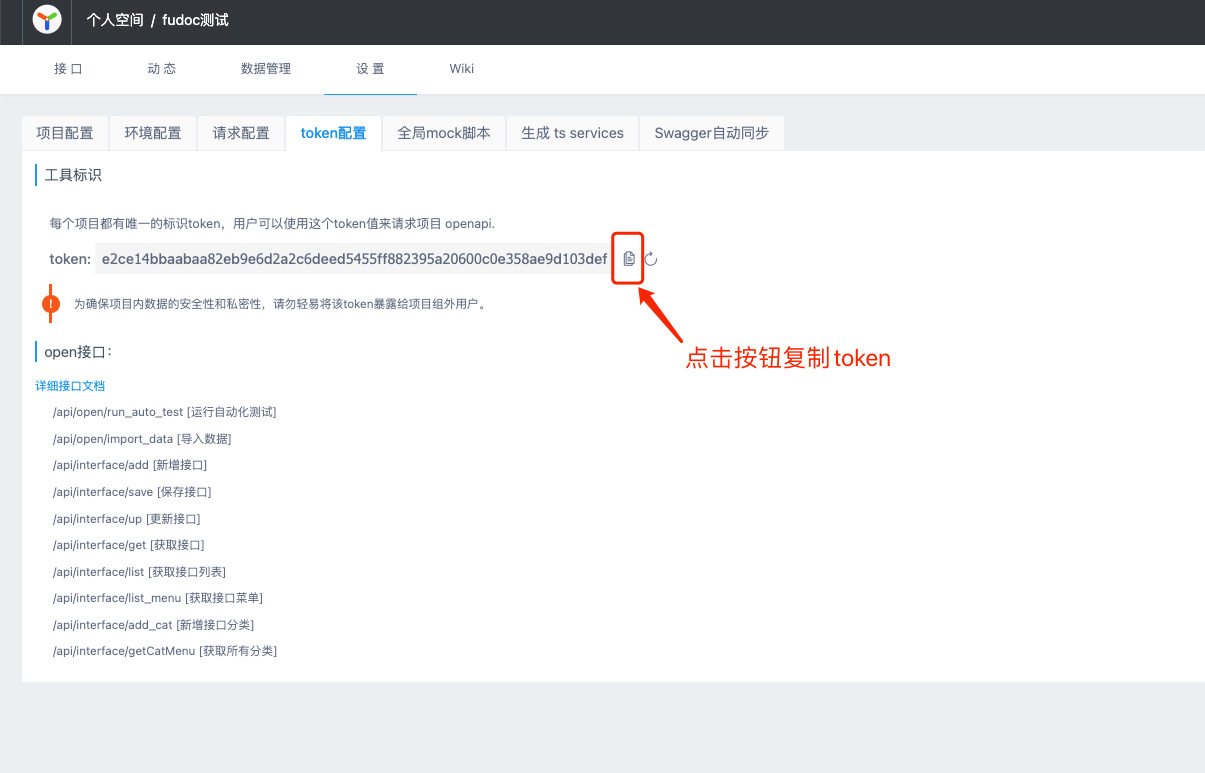 个人空间 / fudoc测试
接 口 动 态 数据管理 设 置 Wiki
项目配置 环境配置 请求配置 token配置 全局mock脚本 生成 ts services Swagger自动同步
工具标识
每个项目都有唯一的标识token，用户可以使用这个token值来请求项目 openapi.
token: e2ce14bbaabaa82eb9e6d2a2c6deed5455ff882395a20600c0e358ae9d103def
为确保项目内数据的安全性和私密性，请勿轻易将该token暴露给项目组外用户。
点击按钮复制token
open接口：
详细接口文档
/api/open/run_auto_test [运行自动化测试]
/api/open/import_data [导入数据]
/api/interface/add [新增接口]
/api/interface/save [保存接口]
/api/interface/up [更新接口]
/api/interface/get [获取接口]
/api/interface/list [获取接口列表]
/api/interface/list_menu [获取接口菜单]
/api/interface/add_cat [新增接口分类]
/api/interface/getCatMenu [获取所有分类]